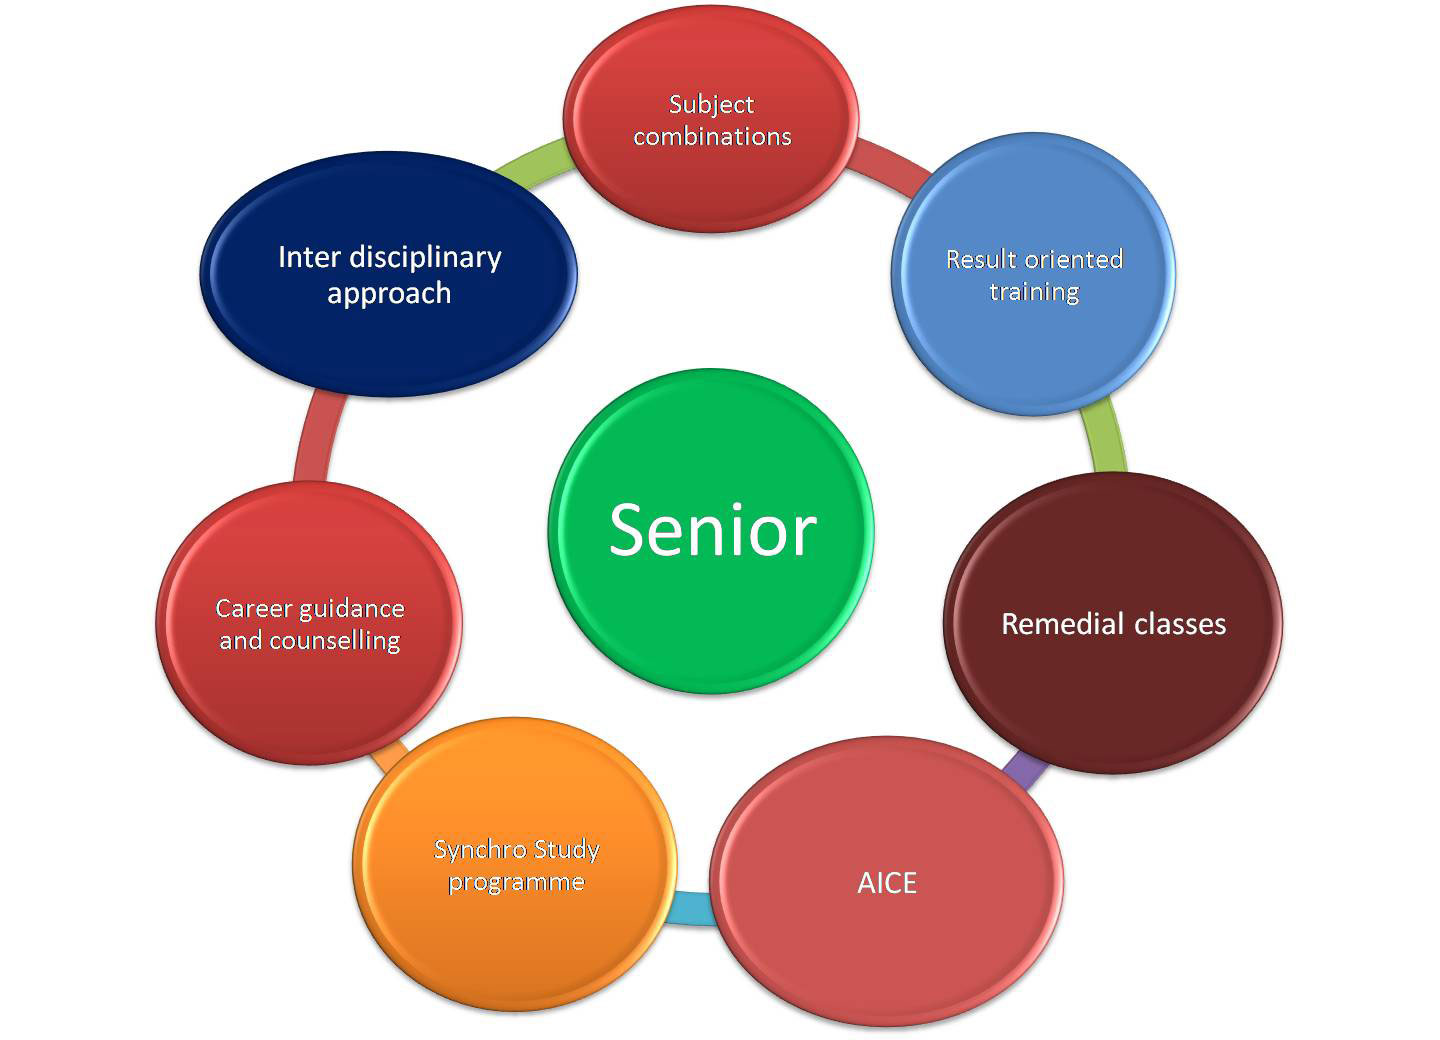 Subject
combinations
Result oriented
training
Remedial classes
AICE
Synchro Study
programme
Career guidance
and counselling
Inter disciplinary
approach
Senior